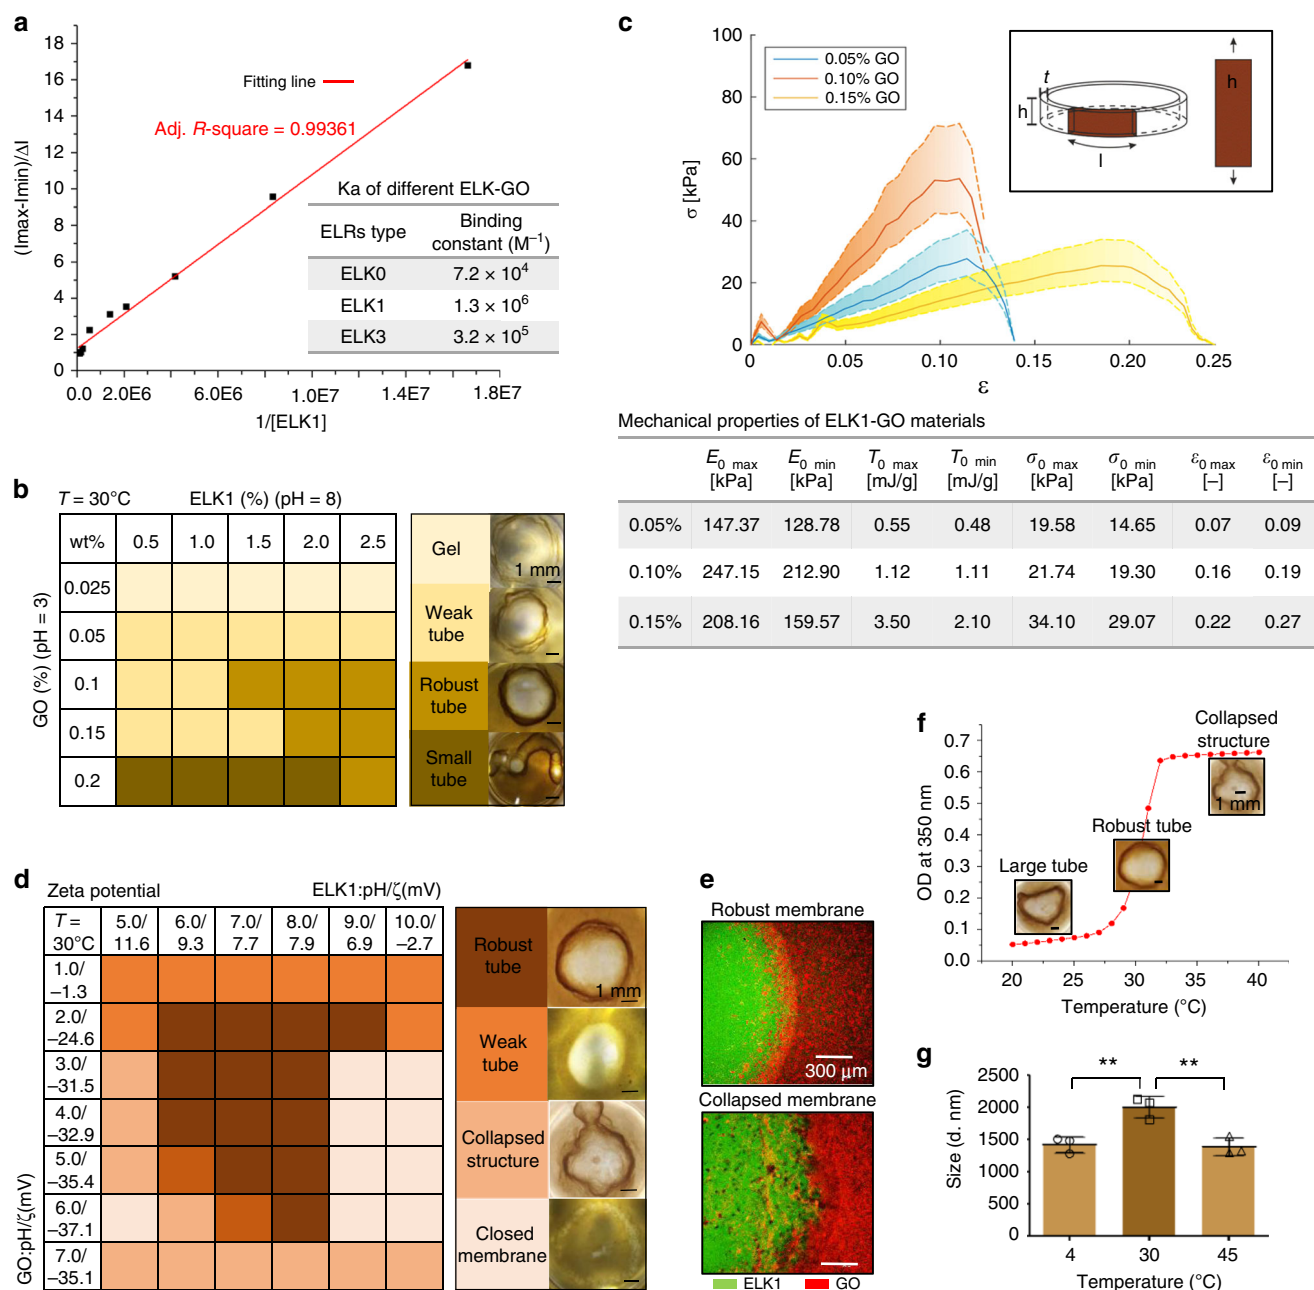 a
18
16
14
12
10
8
6
4
2
0
(Imax-Imin)/ΔI
Fitting line
Adj. R-square = 0.99361
Ka of different ELK-GO
ELRs type Binding constant (M⁻¹)
ELK0 7.2 × 10⁴
ELK1 1.3 × 10⁶
ELK3 3.2 × 10⁵
0.0 2.0E6 6.0E6 1.0E7 1.4E7 1.8E7
1/[ELK1]
b
T = 30°C ELK1 (%) (pH = 8)
GO (%) (pH = 3)
wt% 0.5 1.0 1.5 2.0 2.5
0.025
0.05
0.1
0.15
0.2
Gel
1 mm
Weak
tube
Robust
tube
Small
tube
c
100
80
60
40
20
0
σ [kPa]
0.05% GO
0.10% GO
0.15% GO
t
h
l
h
0 0.05 0.10 0.15 0.20 0.25
ε
Mechanical properties of ELK1-GO materials
E₀ max E₀ min T₀ max T₀ min σ₀ max σ₀ min ε₀ max ε₀ min
[kPa] [kPa] [mJ/g] [mJ/g] [kPa] [kPa] [–] [–]
0.05% 147.37 128.78 0.55 0.48 19.58 14.65 0.07 0.09
0.10% 247.15 212.90 1.12 1.11 21.74 19.30 0.16 0.19
0.15% 208.16 159.57 3.50 2.10 34.10 29.07 0.22 0.27
d
Zeta potential ELK1:pH/ζ(mV)
GO:pH/ζ(mV)
T = 5.0/ 6.0/ 7.0/ 8.0/ 9.0/ 10.0/
30°C 11.6 9.3 7.7 7.9 6.9 –2.7
1.0/
–1.3
2.0/
–24.6
3.0/
–31.5
4.0/
–32.9
5.0/
–35.4
6.0/
–37.1
7.0/
–35.1
Robust
tube
1 mm
Weak
tube
Collapsed
structure
Closed
membrane
e
Robust membrane
300 μm
Collapsed membrane
ELK1 GO
f
0.7
0.6
0.5
0.4
0.3
0.2
0.1
0.0
OD at 350 nm
Collapsed
structure
1 mm
Robust tube
Large tube
20 25 30 35 40
Temperature (°C)
g
2500
2000
1500
1000
500
0
Size (d. nm)
** **
4 30 45
Temperature (°C)